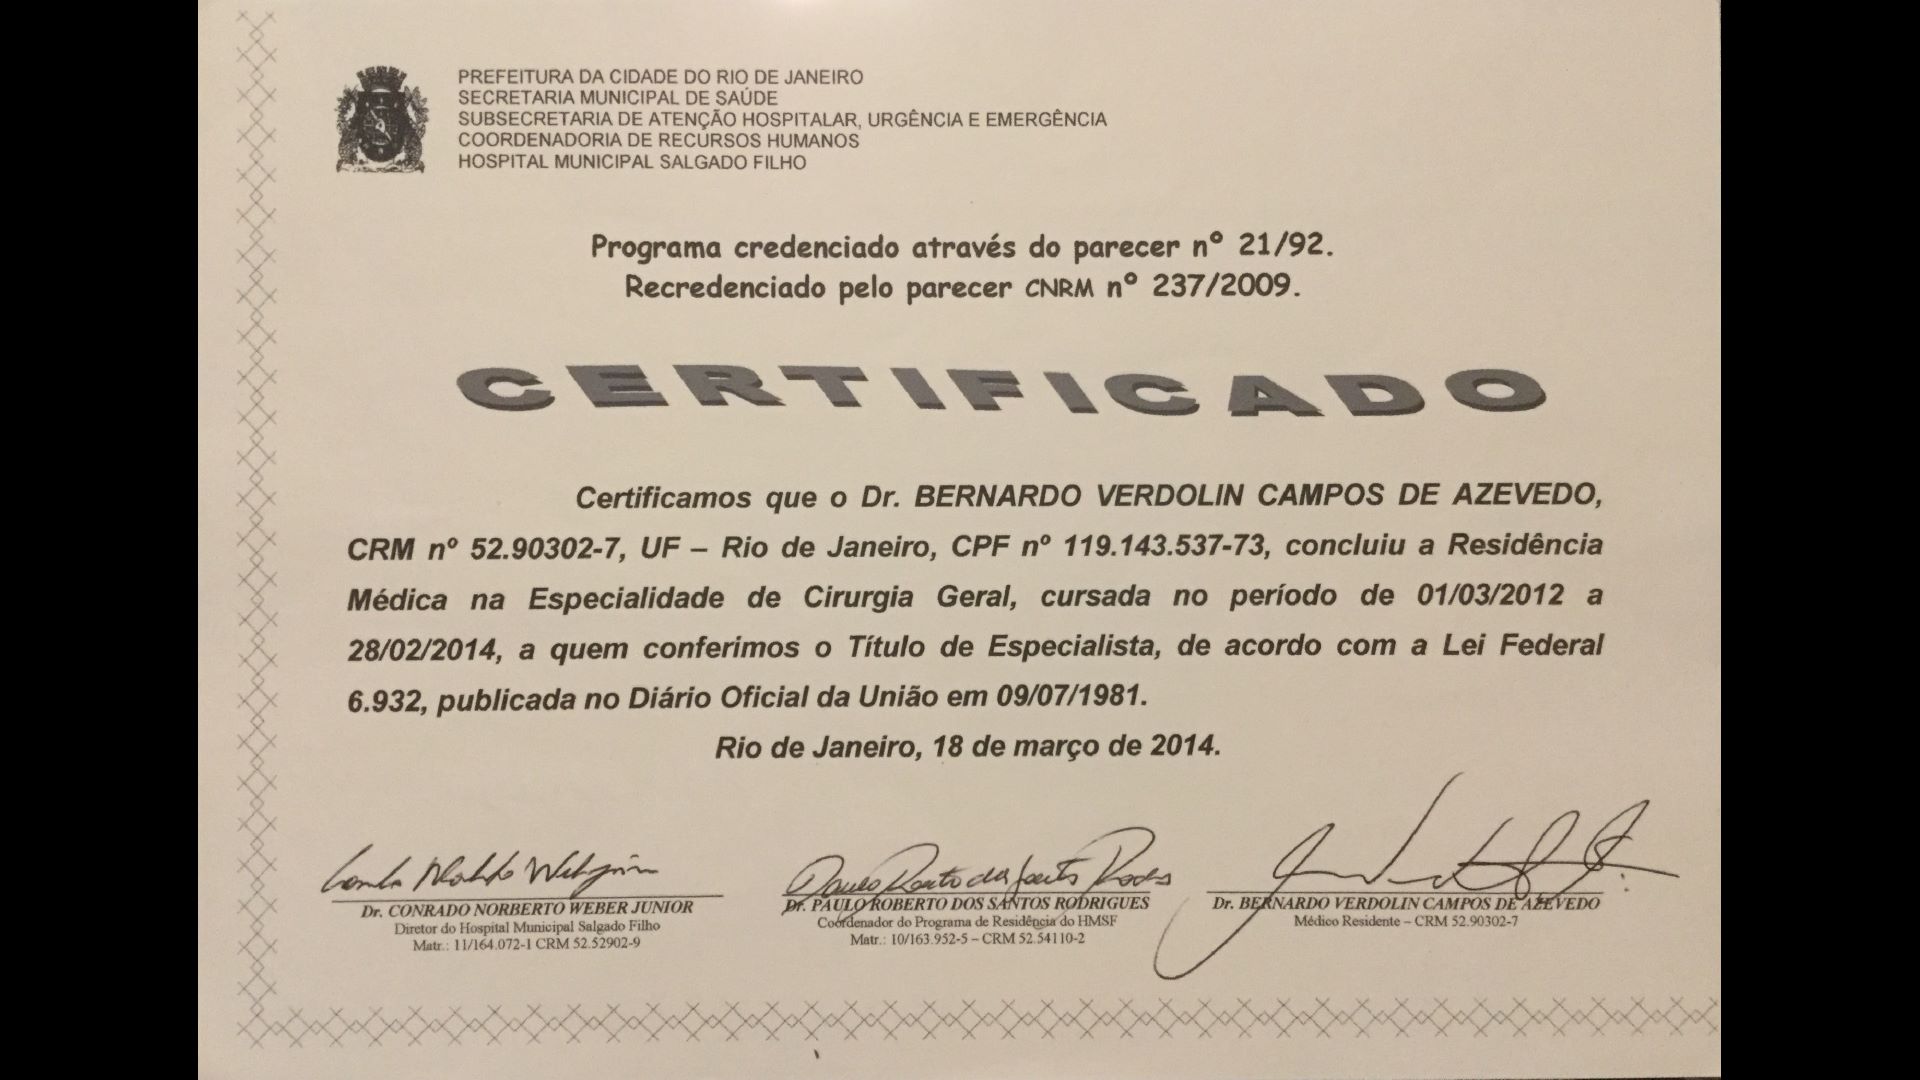 PREFEITURA DA CIDADE DO RIO DE JANEIRO
SECRETARIA MUNICIPAL DE SAÚDE
SUBSECRETARIA DE ATENÇÃO HOSPITALAR, URGÊNCIA E EMERGÊNCIA
COORDENADORIA DE RECURSOS HUMANOS
HOSPITAL MUNICIPAL SALGADO FILHO
Programa credenciado através do parecer nº 21/92.
Recredenciado pelo parecer CNRM nº 237/2009.
CERTIFICADO
Certificamos que o Dr. BERNARDO VERDOLIN CAMPOS DE AZEVEDO,
CRM nº 52.90302-7, UF – Rio de Janeiro, CPF nº 119.143.537-73, concluiu a Residência
Médica na Especialidade de Cirurgia Geral, cursada no período de 01/03/2012 a
28/02/2014, a quem conferimos o Título de Especialista, de acordo com a Lei Federal
6.932, publicada no Diário Oficial da União em 09/07/1981.
Rio de Janeiro, 18 de março de 2014.
Dr. CONRADO NORBERTO WEBER JUNIOR
Diretor do Hospital Municipal Salgado Filho
Matr.: 11/164.072-1 CRM 52.52902-9
Dr. PAULO ROBERTO DOS SANTOS RODRIGUES
Coordenador do Programa de Residência do HMSF
Matr.: 10/163.952-5 – CRM 52.54110-2
Dr. BERNARDO VERDOLIN CAMPOS DE AZEVEDO
Médico Residente – CRM 52.90302-7